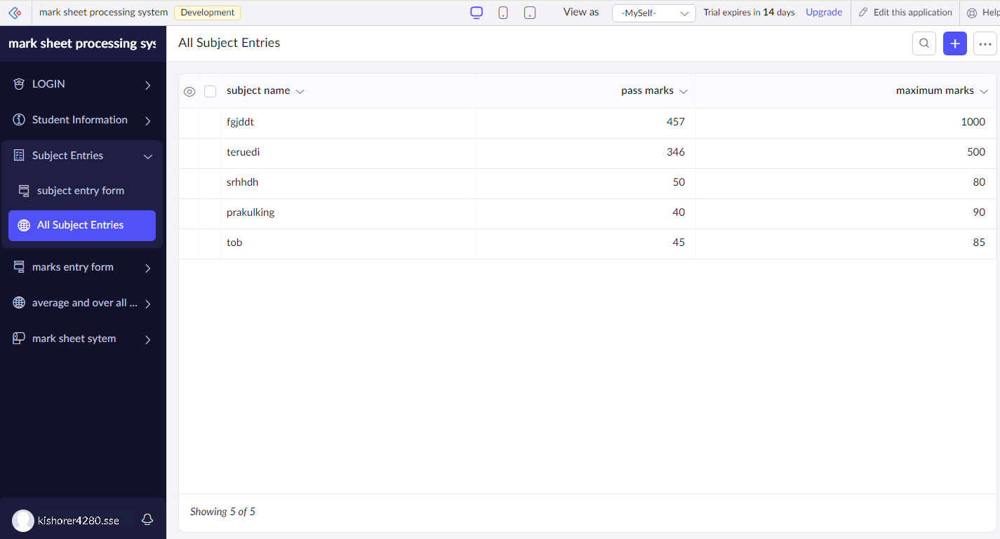 mark sheet processing system Development View as -MySelf- Trial expires in 14 days Upgrade Edit this application
mark sheet processing
All Subject Entries
LOGIN
Student Information
Subject Entries
subject entry form
All Subject Entries
marks entry form
average and over all ...
mark sheet sytem
kishorer4280.sse
subject name pass marks maximum marks
fgjddt 457 1000
teruedi 346 500
srhhdh 50 80
prakulking 40 90
tob 45 85
Showing 5 of 5